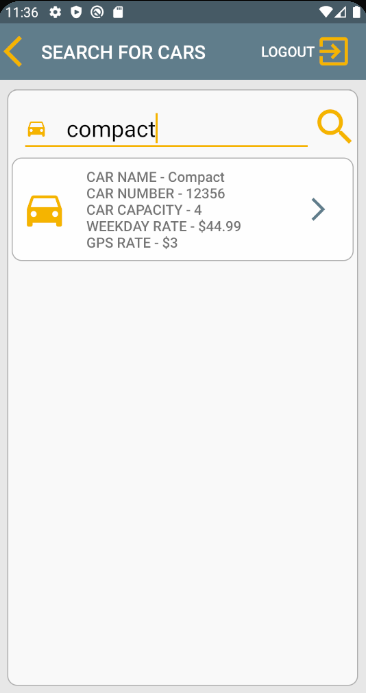 11:36
SEARCH FOR CARS
LOGOUT
compact
CAR NAME - Compact
CAR NUMBER - 12356
CAR CAPACITY - 4
WEEKDAY RATE - $44.99
GPS RATE - $3